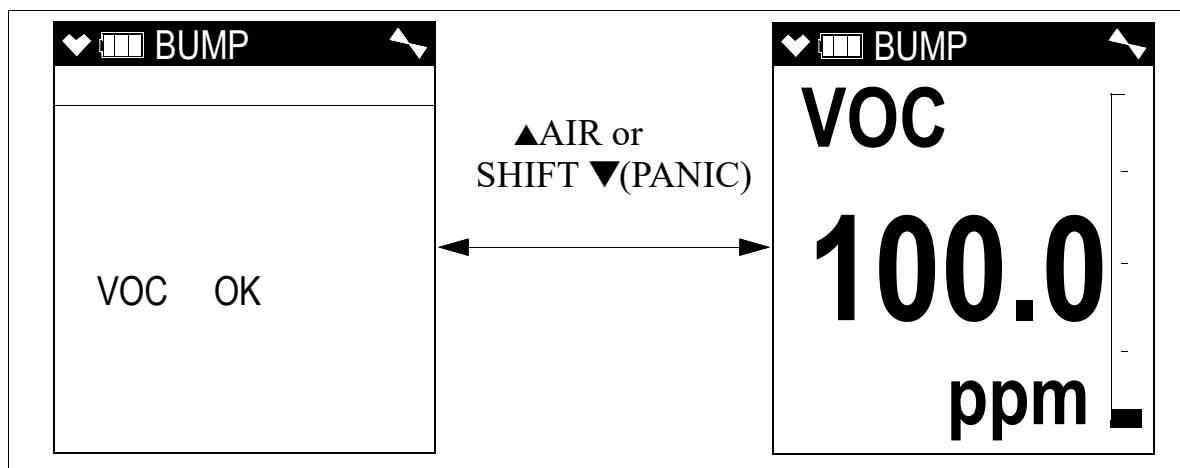 BUMP
VOC OK
▲AIR or
SHIFT ▼(PANIC)
BUMP
VOC
100.0
ppm